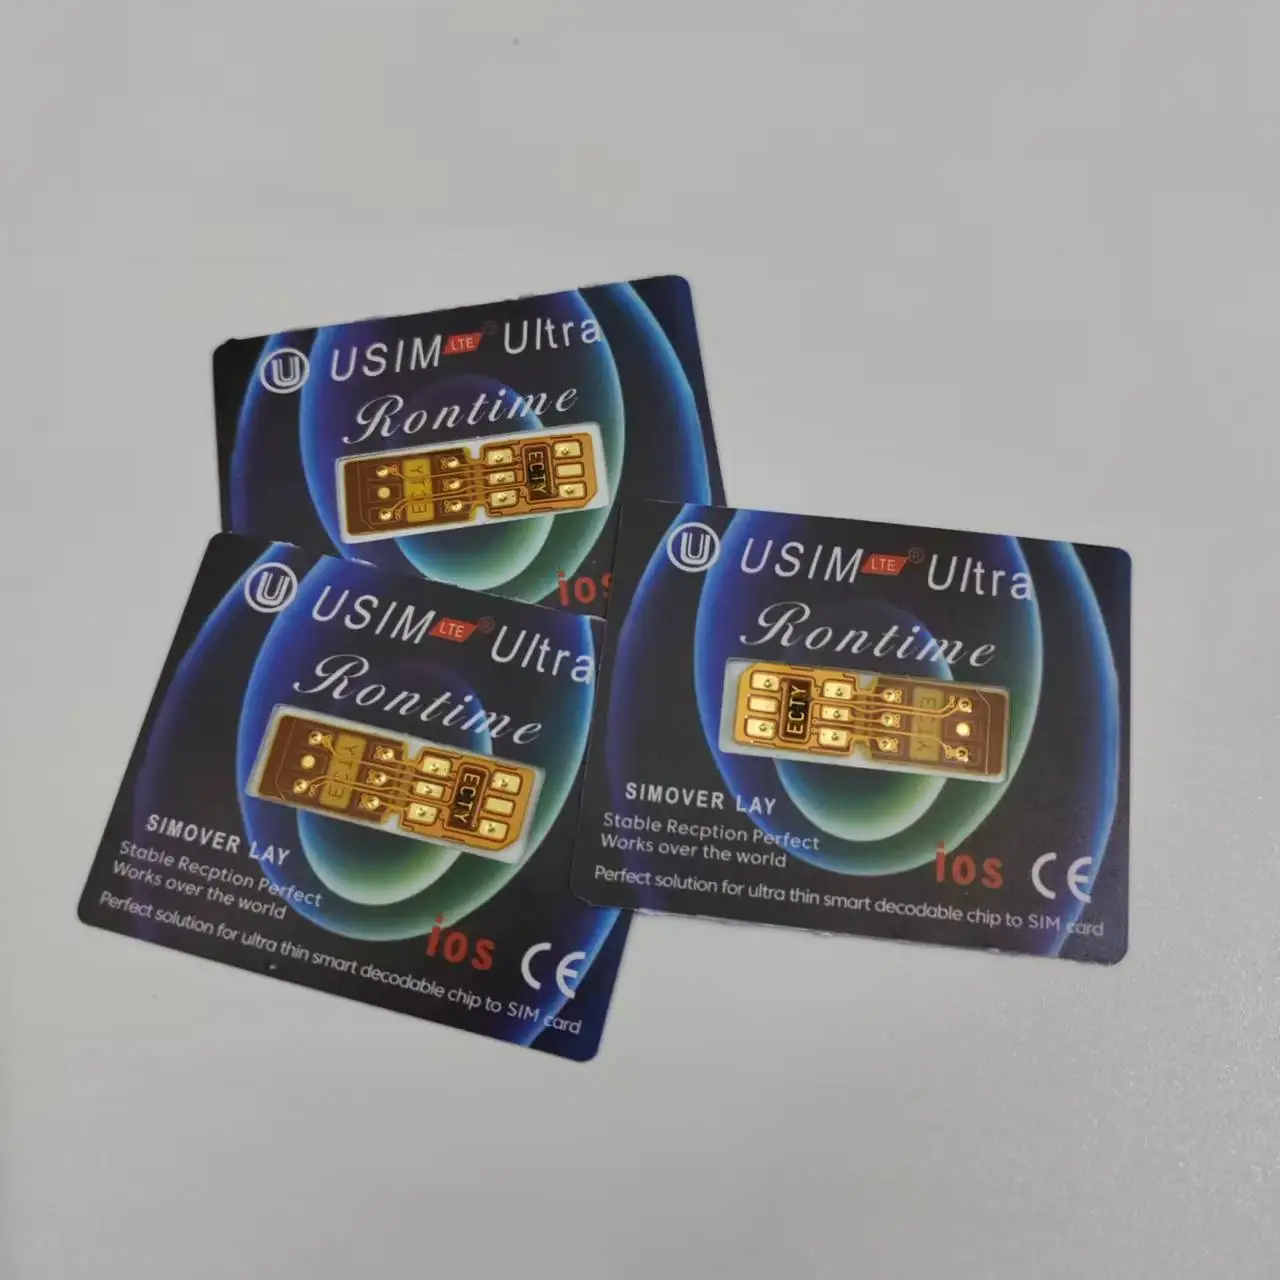 U USIM LTE ® Ultra
Rontime
ECTY
ios
U USIM LTE ® Ultra
Rontime
ECTY
SIMOVER LAY
Stable Recption Perfect
Works over the world
ios CE
Perfect solution for ultra thin smart decodable chip to SIM card
U USIM LTE ® Ultra
Rontime
ECTY
SIMOVER LAY
Stable Recption Perfect
Works over the world
ios CE
Perfect solution for ultra thin smart decodable chip to SIM card